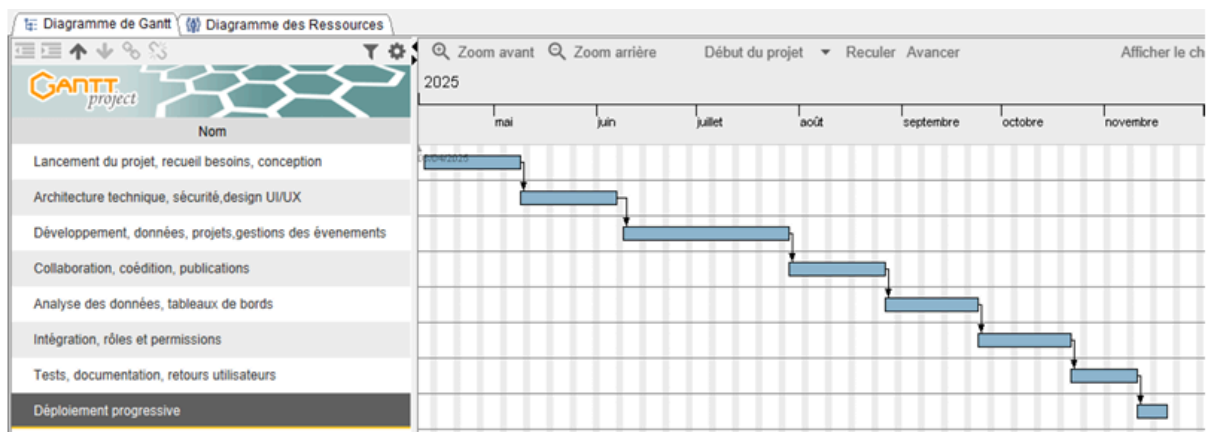 Diagramme de Gantt
Diagramme des Ressources
Zoom avant Zoom arrière Début du projet Reculer Avancer Afficher le ch
GANTT
project
2025
mai juin juillet août septembre octobre novembre
Nom
Lancement du projet, recueil besoins, conception
Architecture technique, sécurité,design UI/UX
Développement, données, projets,gestions des évenements
Collaboration, coédition, publications
Analyse des données, tableaux de bords
Intégration, rôles et permissions
Tests, documentation, retours utilisateurs
Déploiement progressive